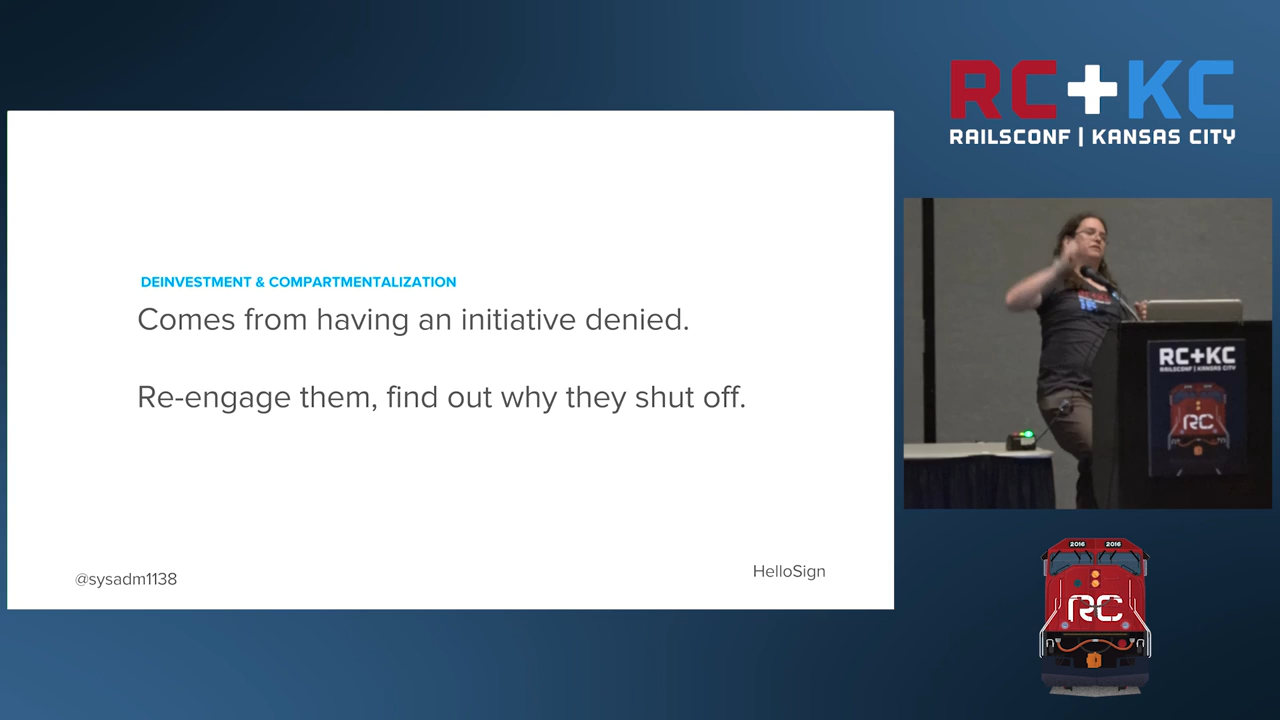 RC+KC
RAILSCONF | KANSAS CITY
DEINVESTMENT & COMPARTMENTALIZATION
Comes from having an initiative denied.
Re-engage them, find out why they shut off.
@sysadm1138
HelloSign
RC+KC
RAILSCONF | KANSAS CITY
RC
2016 2016
RC